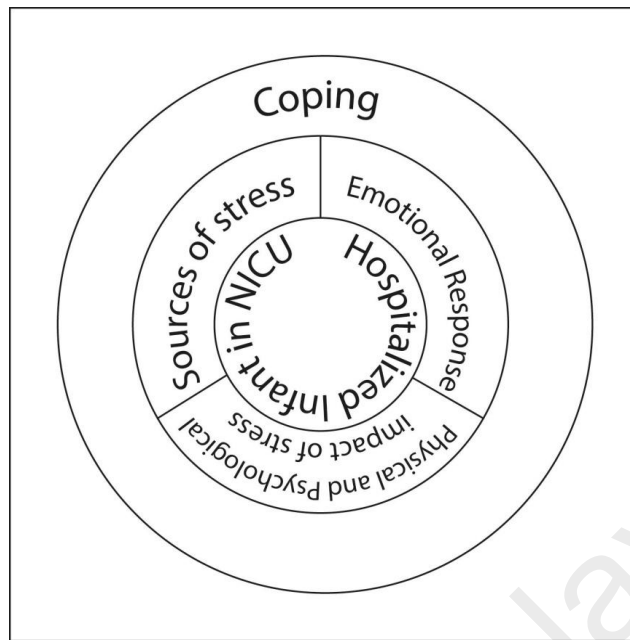 Coping
Sources of stress
Emotional Response
Physical and Psychological
impact of stress
Hospitalized Infant in NICU